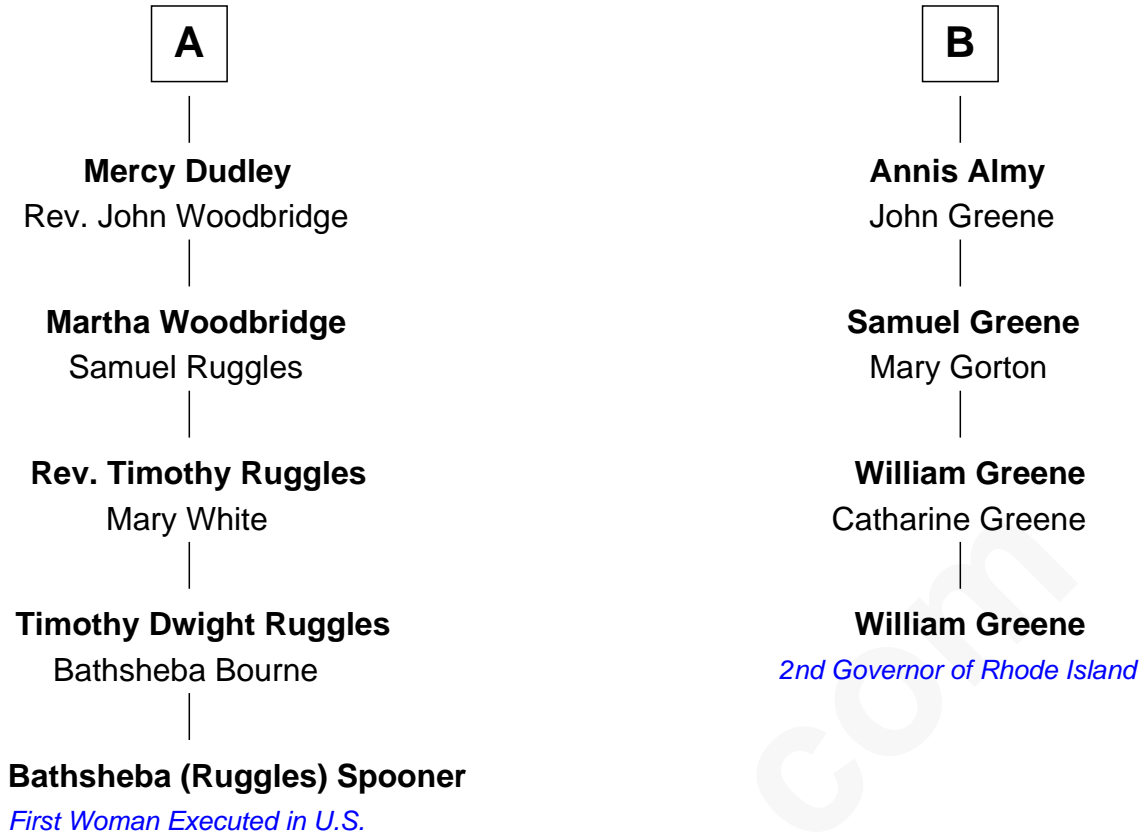 A
Mercy Dudley
Rev. John Woodbridge
Martha Woodbridge
Samuel Ruggles
Rev. Timothy Ruggles
Mary White
Timothy Dwight Ruggles
Bathsheba Bourne
Bathsheba (Ruggles) Spooner
First Woman Executed in U.S.
B
Annis Almy
John Greene
Samuel Greene
Mary Gorton
William Greene
Catharine Greene
William Greene
2nd Governor of Rhode Island
com